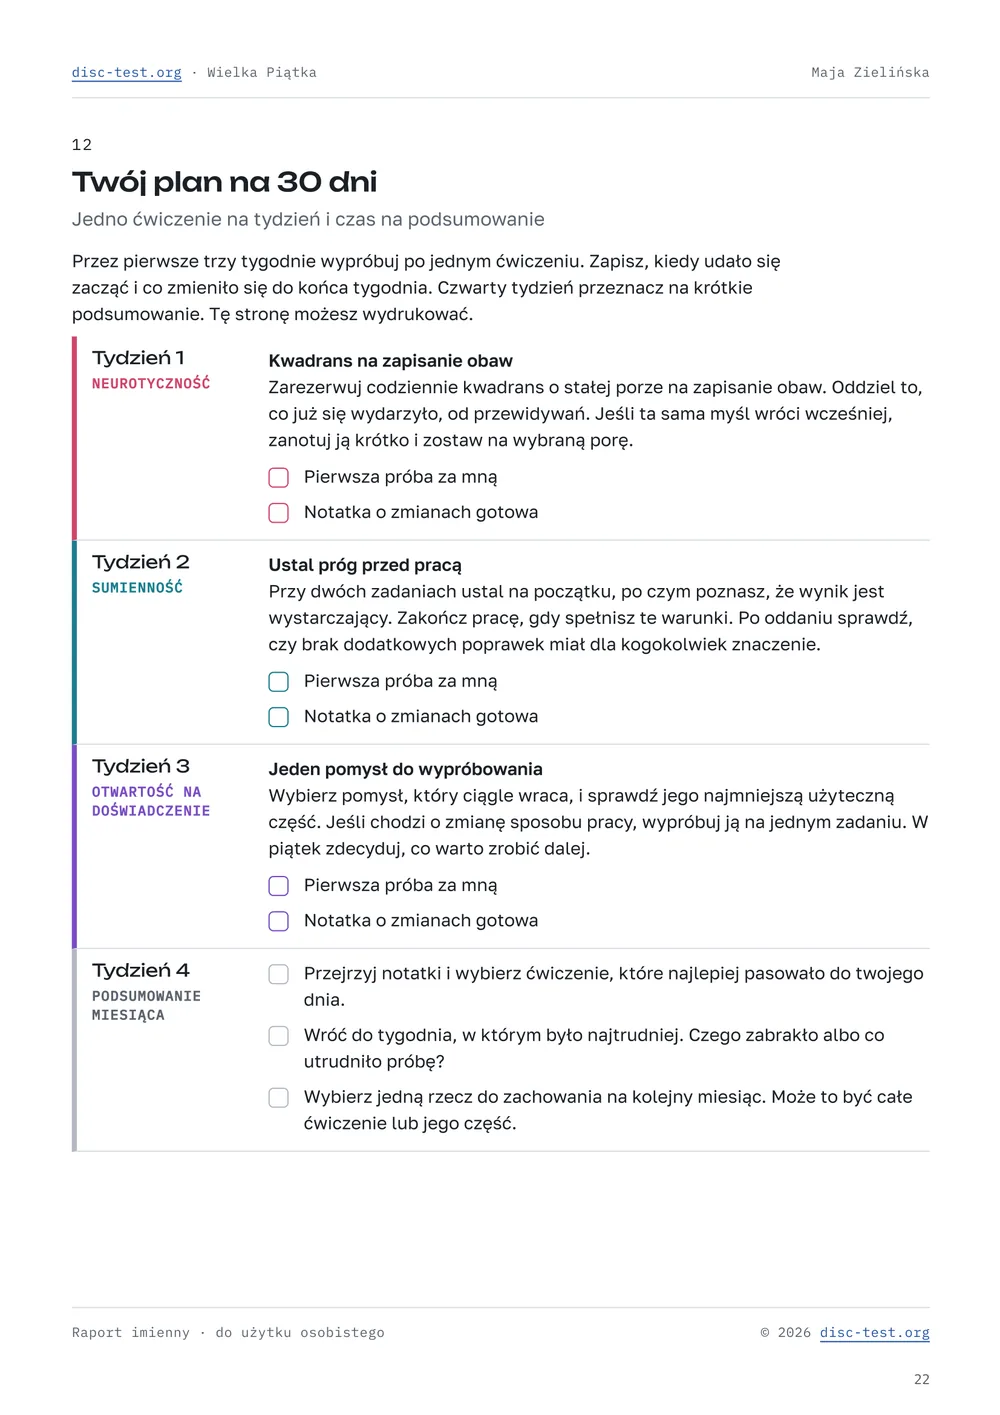 disc-test.org · Wielka Piątka
Maja Zielińska
12
Twój plan na 30 dni
Jedno ćwiczenie na tydzień i czas na podsumowanie
Przez pierwsze trzy tygodnie wypróbuj po jednym ćwiczeniu. Zapisz, kiedy udało się
zacząć i co zmieniło się do końca tygodnia. Czwarty tydzień przeznacz na krótkie
podsumowanie. Tę stronę możesz wydrukować.
Tydzień 1
NEUROTYCZNOŚĆ
Kwadrans na zapisanie obaw
Zarezerwuj codziennie kwadrans o stałej porze na zapisanie obaw. Oddziel to,
co już się wydarzyło, od przewidywań. Jeśli ta sama myśl wróci wcześniej,
zanotuj ją krótko i zostaw na wybraną porę.
Pierwsza próba za mną
Notatka o zmianach gotowa
Tydzień 2
SUMIENNOŚĆ
Ustal próg przed pracą
Przy dwóch zadaniach ustal na początku, po czym poznasz, że wynik jest
wystarczający. Zakończ pracę, gdy spełnisz te warunki. Po oddaniu sprawdź,
czy brak dodatkowych poprawek miał dla kogokolwiek znaczenie.
Pierwsza próba za mną
Notatka o zmianach gotowa
Tydzień 3
OTWARTOŚĆ NA
DOŚWIADCZENIE
Jeden pomysł do wypróbowania
Wybierz pomysł, który ciągle wraca, i sprawdź jego najmniejszą użyteczną
część. Jeśli chodzi o zmianę sposobu pracy, wypróbuj ją na jednym zadaniu. W
piątek zdecyduj, co warto zrobić dalej.
Pierwsza próba za mną
Notatka o zmianach gotowa
Tydzień 4
PODSUMOWANIE
MIESIĄCA
Przejrzyj notatki i wybierz ćwiczenie, które najlepiej pasowało do twojego
dnia.
Wróć do tygodnia, w którym było najtrudniej. Czego zabrakło albo co
utrudniło próbę?
Wybierz jedną rzecz do zachowania na kolejny miesiąc. Może to być całe
ćwiczenie lub jego część.
Raport imienny · do użytku osobistego
© 2026 disc-test.org
22